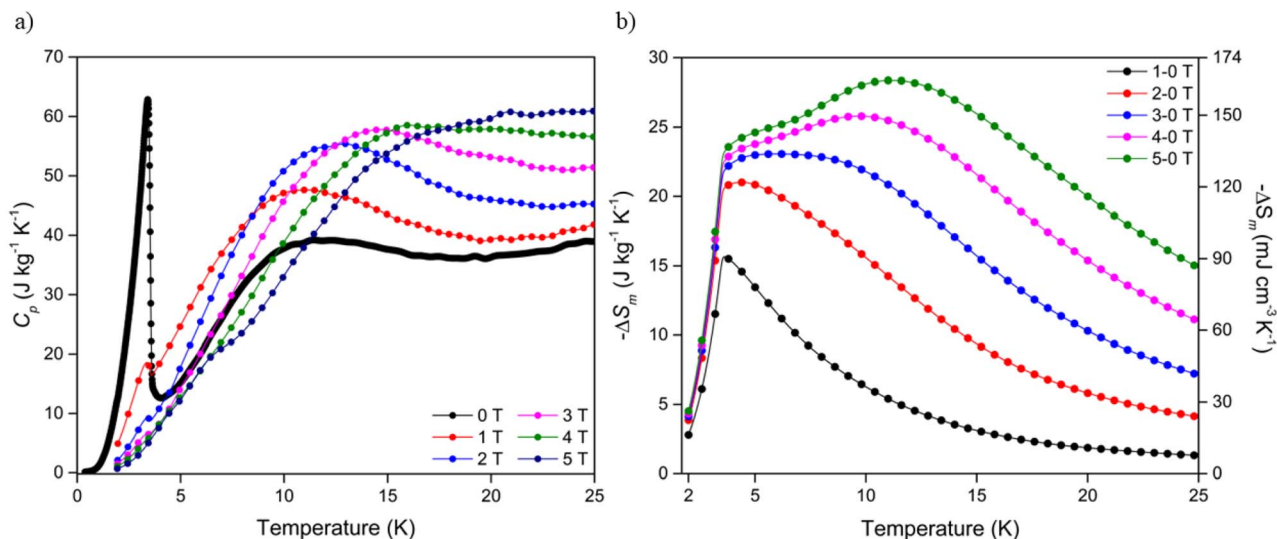 a)
C_p (J kg⁻¹ K⁻¹)
70
60
50
40
30
20
10
0
0 T 3 T
1 T 4 T
2 T 5 T
0 5 10 15 20 25
Temperature (K)
b)
-ΔS_m (J kg⁻¹ K⁻¹)
30
25
20
15
10
5
0
1-0 T
2-0 T
3-0 T
4-0 T
5-0 T
174
150
120
90
60
30
0
-ΔS_m (mJ cm⁻³ K⁻¹)
2 5 10 15 20 25
Temperature (K)